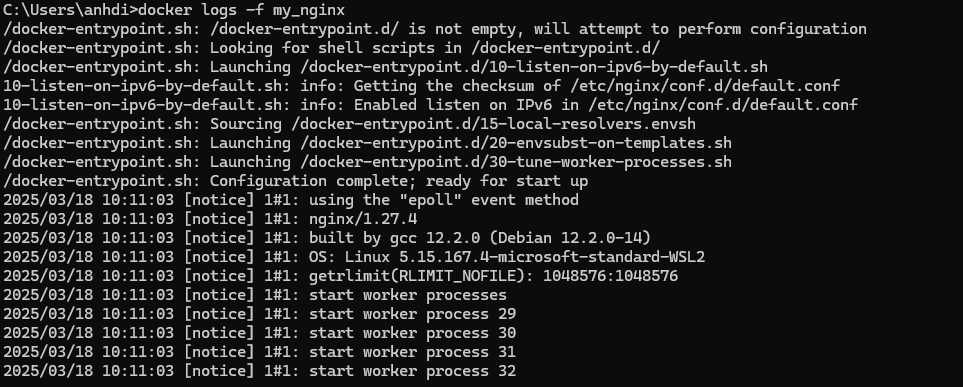 C:\Users\anhdi>docker logs -f my_nginx
/docker-entrypoint.sh: /docker-entrypoint.d/ is not empty, will attempt to perform configuration
/docker-entrypoint.sh: Looking for shell scripts in /docker-entrypoint.d/
/docker-entrypoint.sh: Launching /docker-entrypoint.d/10-listen-on-ipv6-by-default.sh
10-listen-on-ipv6-by-default.sh: info: Getting the checksum of /etc/nginx/conf.d/default.conf
10-listen-on-ipv6-by-default.sh: info: Enabled listen on IPv6 in /etc/nginx/conf.d/default.conf
/docker-entrypoint.sh: Sourcing /docker-entrypoint.d/15-local-resolvers.envsh
/docker-entrypoint.sh: Launching /docker-entrypoint.d/20-envsubst-on-templates.sh
/docker-entrypoint.sh: Launching /docker-entrypoint.d/30-tune-worker-processes.sh
/docker-entrypoint.sh: Configuration complete; ready for start up
2025/03/18 10:11:03 [notice] 1#1: using the "epoll" event method
2025/03/18 10:11:03 [notice] 1#1: nginx/1.27.4
2025/03/18 10:11:03 [notice] 1#1: built by gcc 12.2.0 (Debian 12.2.0-14)
2025/03/18 10:11:03 [notice] 1#1: OS: Linux 5.15.167.4-microsoft-standard-WSL2
2025/03/18 10:11:03 [notice] 1#1: getrlimit(RLIMIT_NOFILE): 1048576:1048576
2025/03/18 10:11:03 [notice] 1#1: start worker processes
2025/03/18 10:11:03 [notice] 1#1: start worker process 29
2025/03/18 10:11:03 [notice] 1#1: start worker process 30
2025/03/18 10:11:03 [notice] 1#1: start worker process 31
2025/03/18 10:11:03 [notice] 1#1: start worker process 32